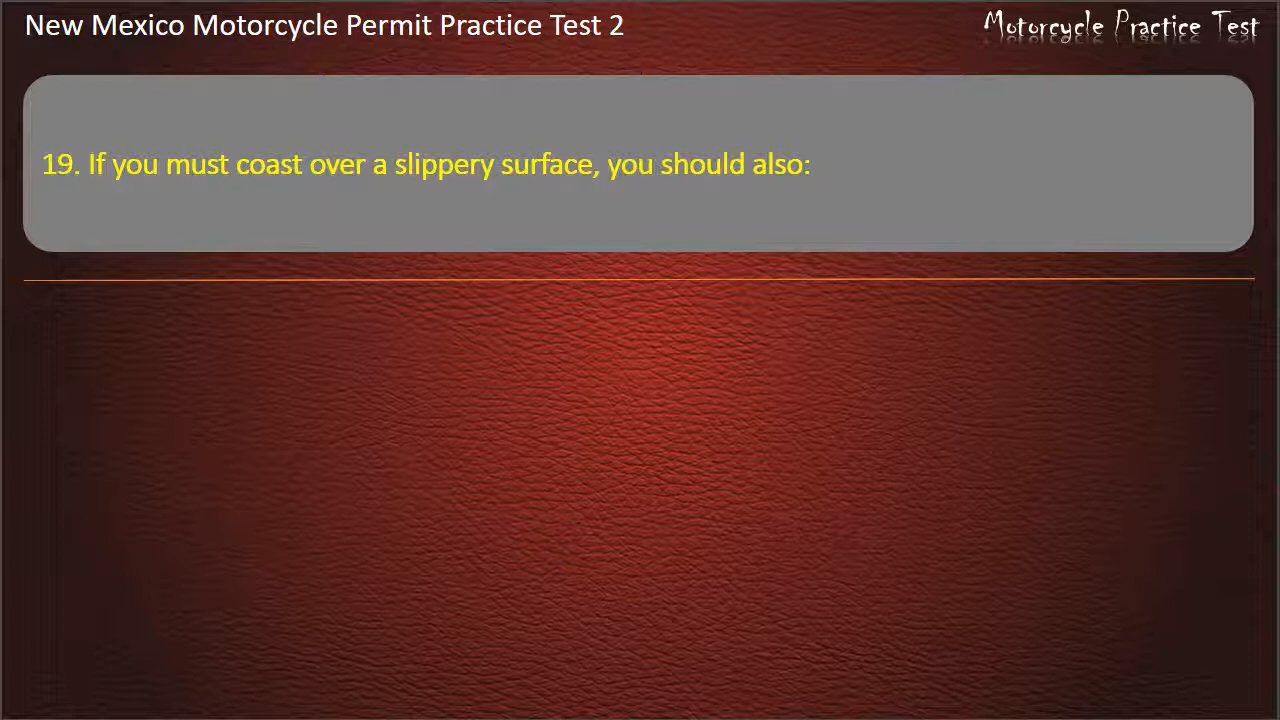 New Mexico Motorcycle Permit Practice Test 2
Motorcycle Practice Test
19. If you must coast over a slippery surface, you should also: